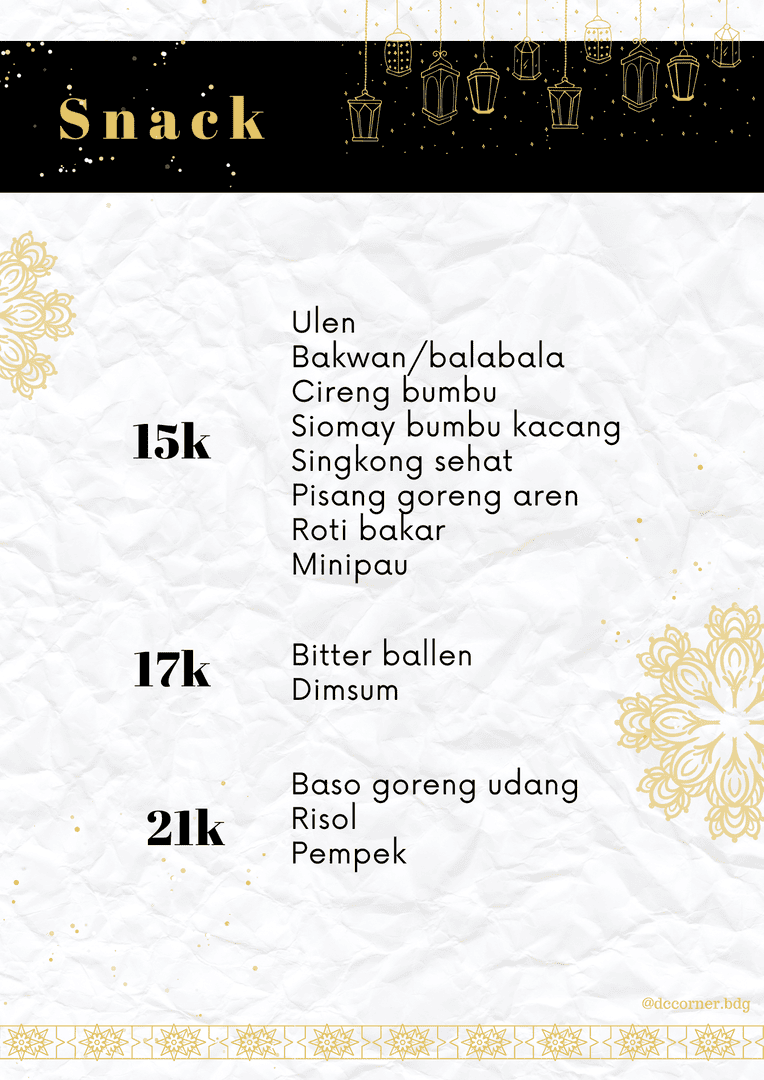 Snack
15k
Ulen
Bakwan/balabala
Cireng bumbu
Siomay bumbu kacang
Singkong sehat
Pisang goreng aren
Roti bakar
Minipau
17k
Bitter ballen
Dimsum
21k
Baso goreng udang
Risol
Pempek
@dccorner.bdg